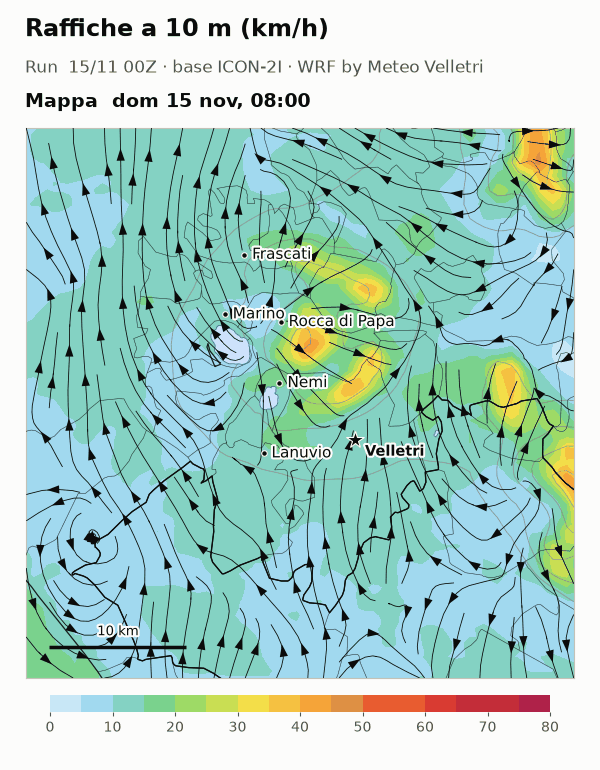 Raffiche a 10 m (km/h)
Run  15/11 00Z · base ICON-2I · WRF by Meteo Velletri
Mappa  dom 15 nov, 08:00
Frascati
Marino
Rocca di Papa
Nemi
Velletri
Lanuvio
10 km
0 10 20 30 40 50 60 70 80